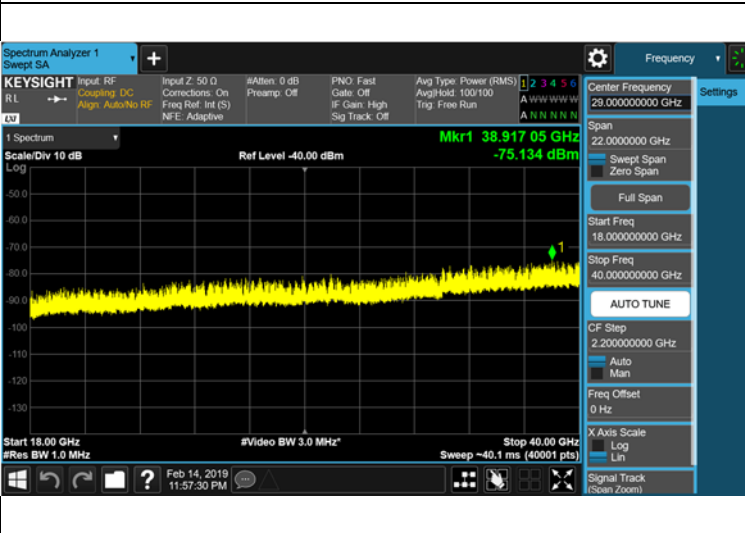 Spectrum Analyzer 1
Swept SA
+
Frequency
KEYSIGHT
RL
Input: RF
Coupling: DC
Align: Auto/No RF
Input Z: 50 Ω
Corrections: On
Freq Ref: Int (S)
NFE: Adaptive
#Atten: 0 dB
Preamp: Off
PNO: Fast
Gate: Off
IF Gain: High
Sig Track: Off
Avg Type: Power (RMS)
Avg|Hold: 100/100
Trig: Free Run
1 2 3 4 5 6
A W W W W W
A N N N N N
LXI
1 Spectrum
Scale/Div 10 dB
Ref Level -40.00 dBm
Mkr1 38.917 05 GHz
-75.134 dBm
Log
-50.0
-60.0
-70.0
-80.0
-90.0
-100
-110
-120
-130
1
Start 18.00 GHz
#Res BW 1.0 MHz
#Video BW 3.0 MHz*
Stop 40.00 GHz
Sweep ~40.1 ms (40001 pts)
Feb 14, 2019
11:57:30 PM
?
Center Frequency
29.000000000 GHz
Span
22.0000000 GHz
Swept Span
Zero Span
Full Span
Start Freq
18.000000000 GHz
Stop Freq
40.000000000 GHz
AUTO TUNE
CF Step
2.200000000 GHz
Auto
Man
Freq Offset
0 Hz
X Axis Scale
Log
Lin
Signal Track
(Span Zoom)
Settings